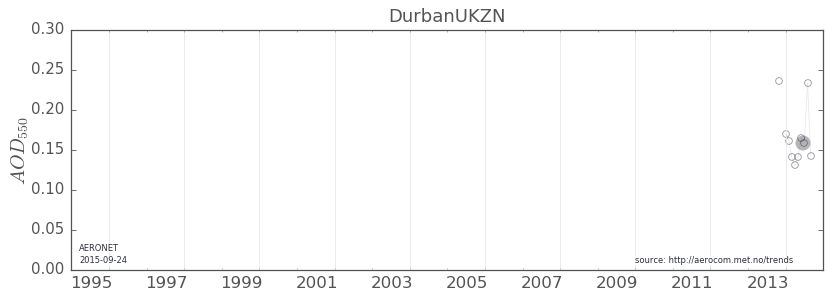 DurbanUKZN
0.30
0.25
0.20
0.15
0.10
0.05
0.00
AOD550
AERONET
2015-09-24
source: http://aerocom.met.no/trends
1995 1997 1999 2001 2003 2005 2007 2009 2011 2013